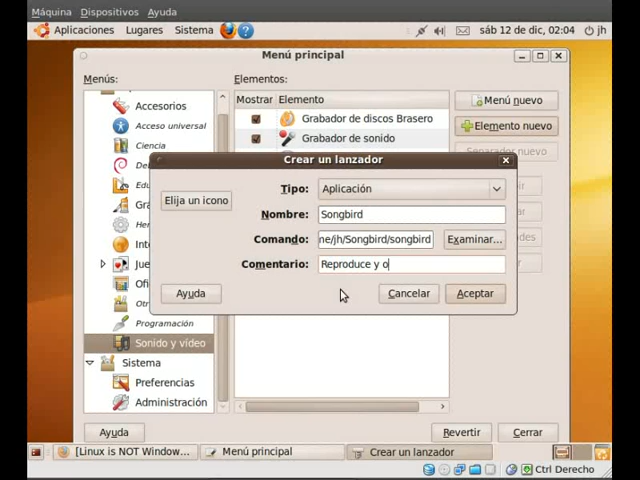 Máquina Dispositivos Ayuda
Aplicaciones Lugares Sistema sáb 12 de dic, 02:04 jh
Menú principal
Menús: Elementos:
Accesorios
Acceso universal
Ciencia
Mostrar Elemento
Grabador de discos Brasero
Grabador de sonido
Menú nuevo
Elemento nuevo
Crear un lanzador
Elija un icono
Tipo: Aplicación
Nombre: Songbird
Comando: ne/jh/Songbird/songbird Examinar...
Comentario: Reproduce y o
Ayuda Cancelar Aceptar
Programación
Sonido y vídeo
Sistema
Preferencias
Administración
Ayuda Revertir Cerrar
[Linux is NOT Window... Menú principal Crear un lanzador
Ctrl Derecho